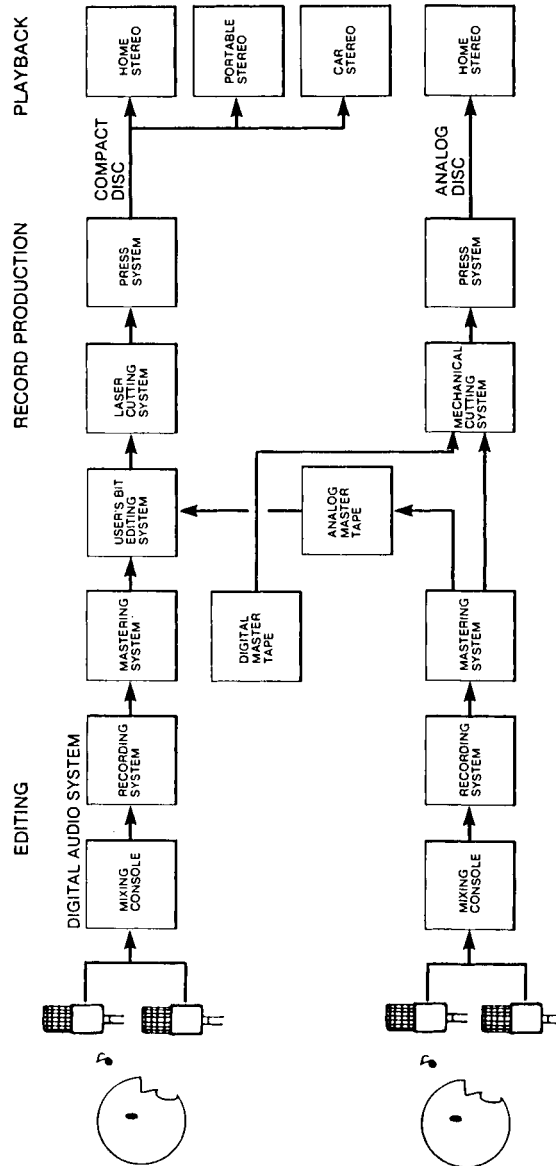 EDITING
RECORD PRODUCTION
PLAYBACK
DIGITAL AUDIO SYSTEM
MIXING
CONSOLE
RECORDING
SYSTEM
MASTERING
SYSTEM
USER'S BIT
EDITING
SYSTEM
LASER
CUTTING
SYSTEM
PRESS
SYSTEM
COMPACT
DISC
HOME
STEREO
PORTABLE
STEREO
CAR
STEREO
DIGITAL
MASTER
TAPE
ANALOG
MASTER
TAPE
MIXING
CONSOLE
RECORDING
SYSTEM
MASTERING
SYSTEM
MECHANICAL
CUTTING
SYSTEM
PRESS
SYSTEM
ANALOG
DISC
HOME
STEREO